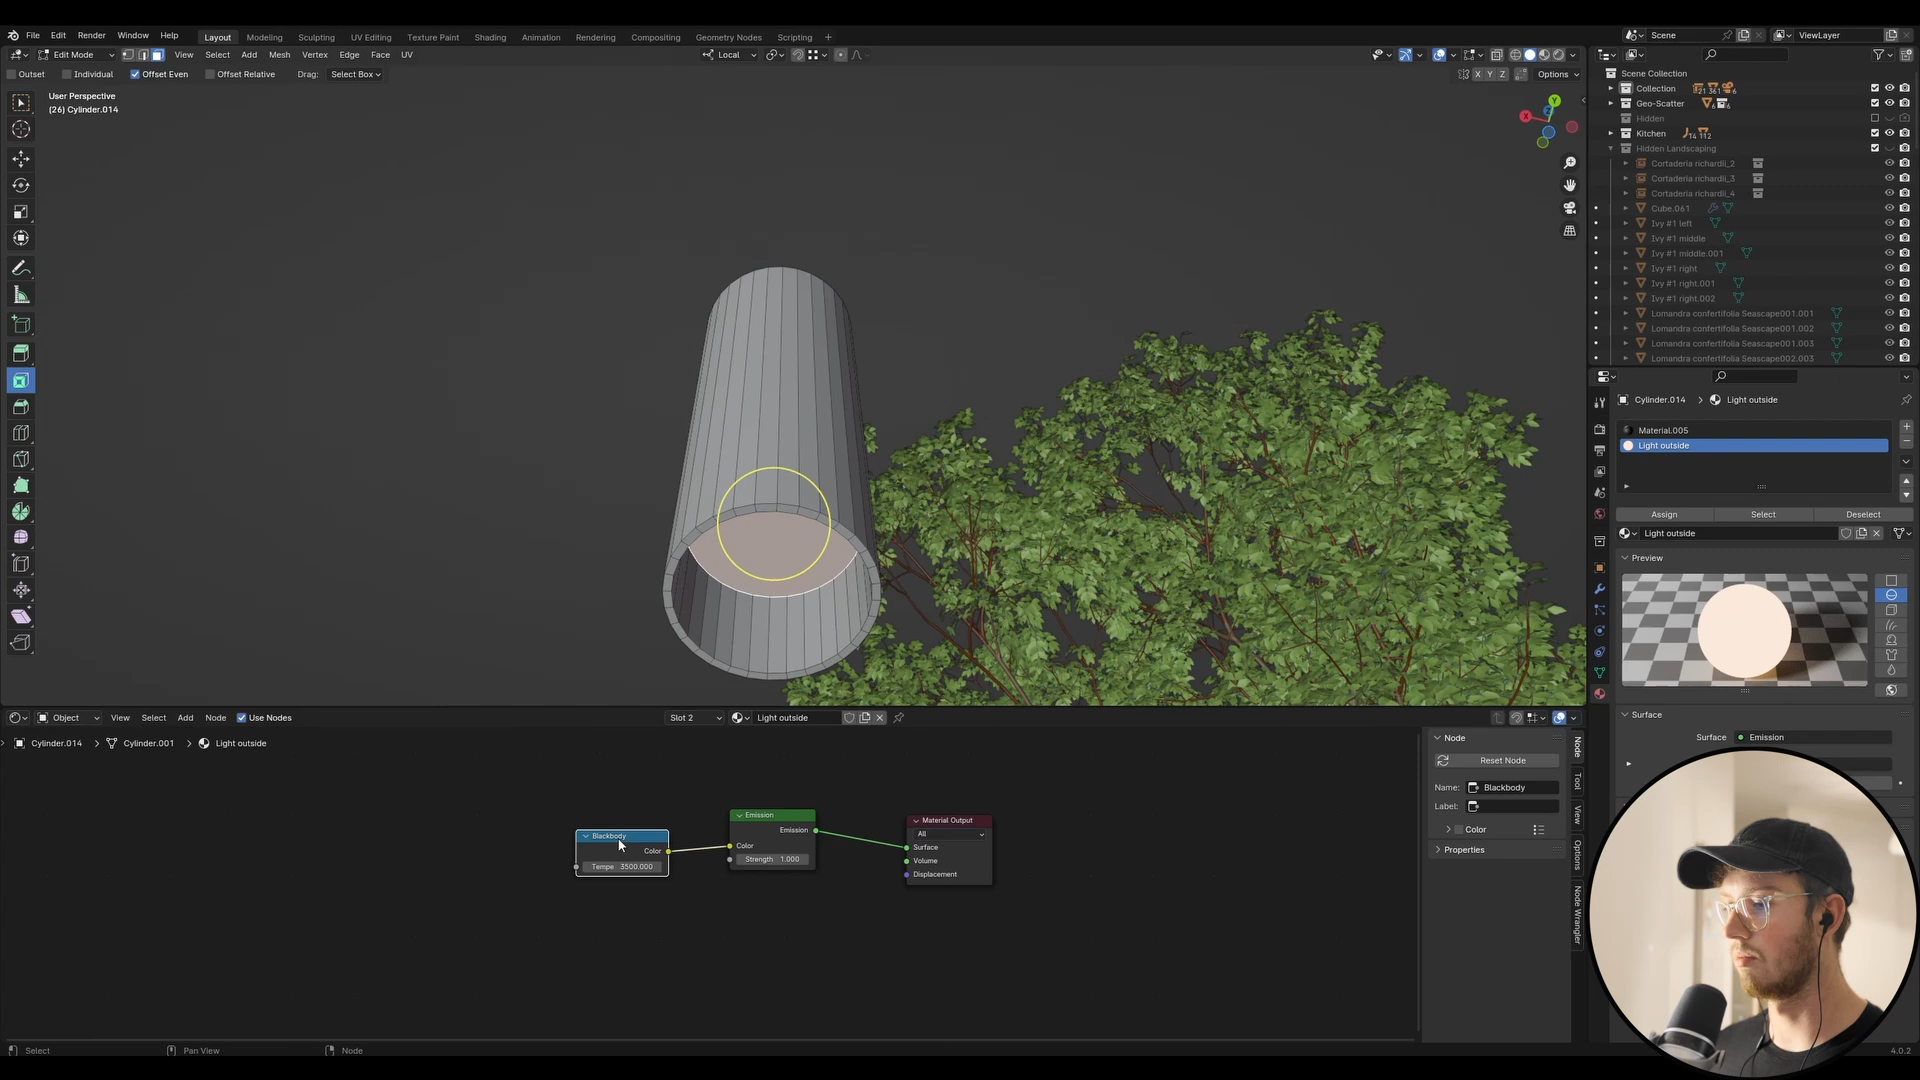 File Edit Render Window Help Layout Modeling Sculpting UV Editing Texture Paint Shading Animation Rendering Compositing Geometry Nodes Scripting + Scene ViewLayer
Edit Mode View Select Add Mesh Vertex Edge Face UV Local
Outset Individual Offset Even Offset Relative Drag: Select Box X Y Z Options
User Perspective
(26) Cylinder.014
Y
X
Z
Scene Collection
Collection 21 361 6
Geo-Scatter 6 6
Hidden
Kitchen 14 112
Hidden Landscaping
Cortaderia richardii_2
Cortaderia richardii_3
Cortaderia richardii_4
Cube.061
Ivy #1 left
Ivy #1 middle
Ivy #1 middle.001
Ivy #1 right
Ivy #1 right.001
Ivy #1 right.002
Lomandra confertifolia Seascape001.001
Lomandra confertifolia Seascape001.002
Lomandra confertifolia Seascape001.003
Lomandra confertifolia Seascape002.003
Cylinder.014 > Light outside
Material.005
Light outside
Assign Select Deselect
Light outside
Preview
Surface
Surface Emission
Object View Select Add Node Use Nodes Slot 2 Light outside
Cylinder.014 > Cylinder.001 > Light outside
Blackbody
Color
Tempe 3500.000
Emission
Emission
Color
Strength 1.000
Material Output
All
Surface
Volume
Displacement
Node
Reset Node
Name: Blackbody
Label:
Color
Properties
Node
Tool
View
Options
Node Wrangler
Select Pan View Node 4.0.2